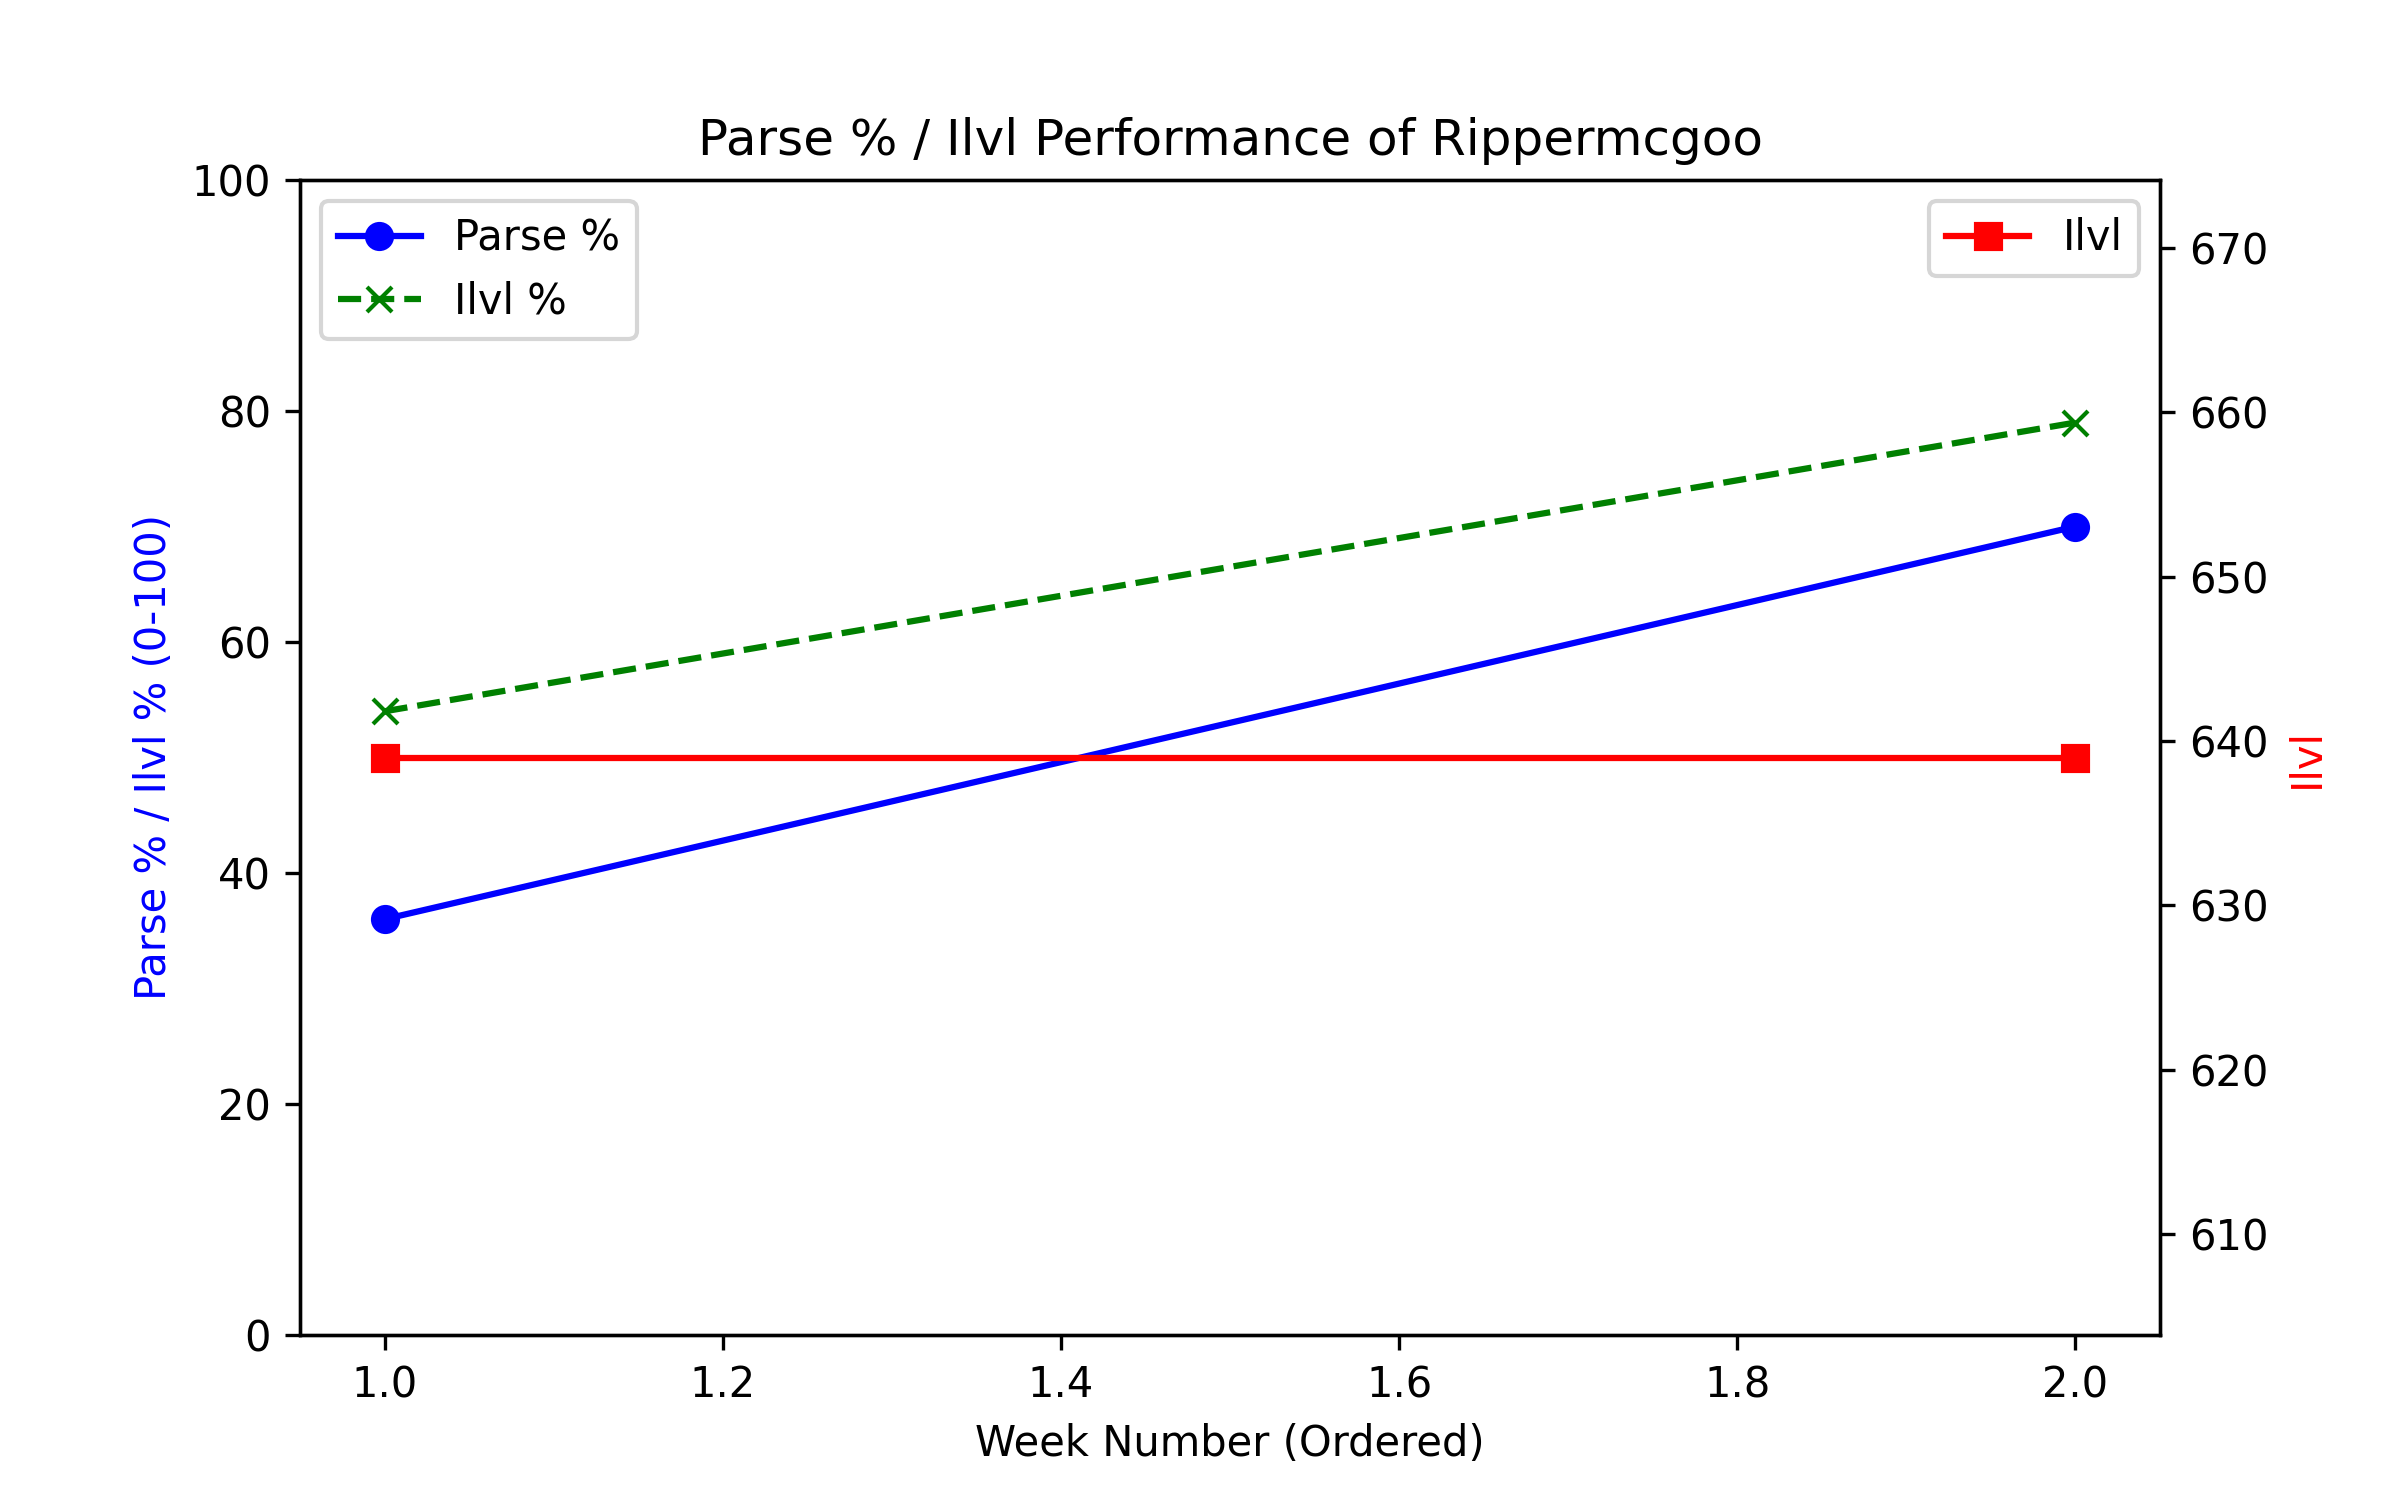 Parse % / Ilvl Performance of Rippermcgoo
Parse %
Ilvl %
Ilvl
100
80
60
40
20
0
Parse % / Ilvl % (0-100)
670
660
650
640
630
620
610
Ilvl
1.0 1.2 1.4 1.6 1.8 2.0
Week Number (Ordered)